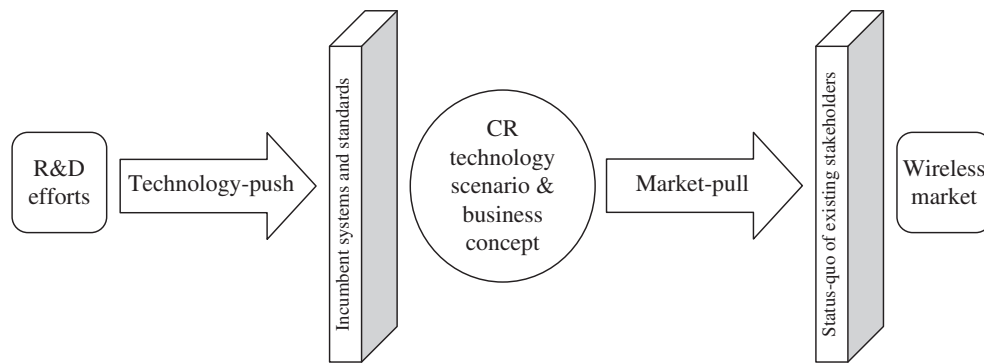 R&D
efforts
Technology-push
Incumbent systems and standards
CR
technology
scenario &
business
concept
Market-pull
Status-quo of existing stakeholders
Wireless
market